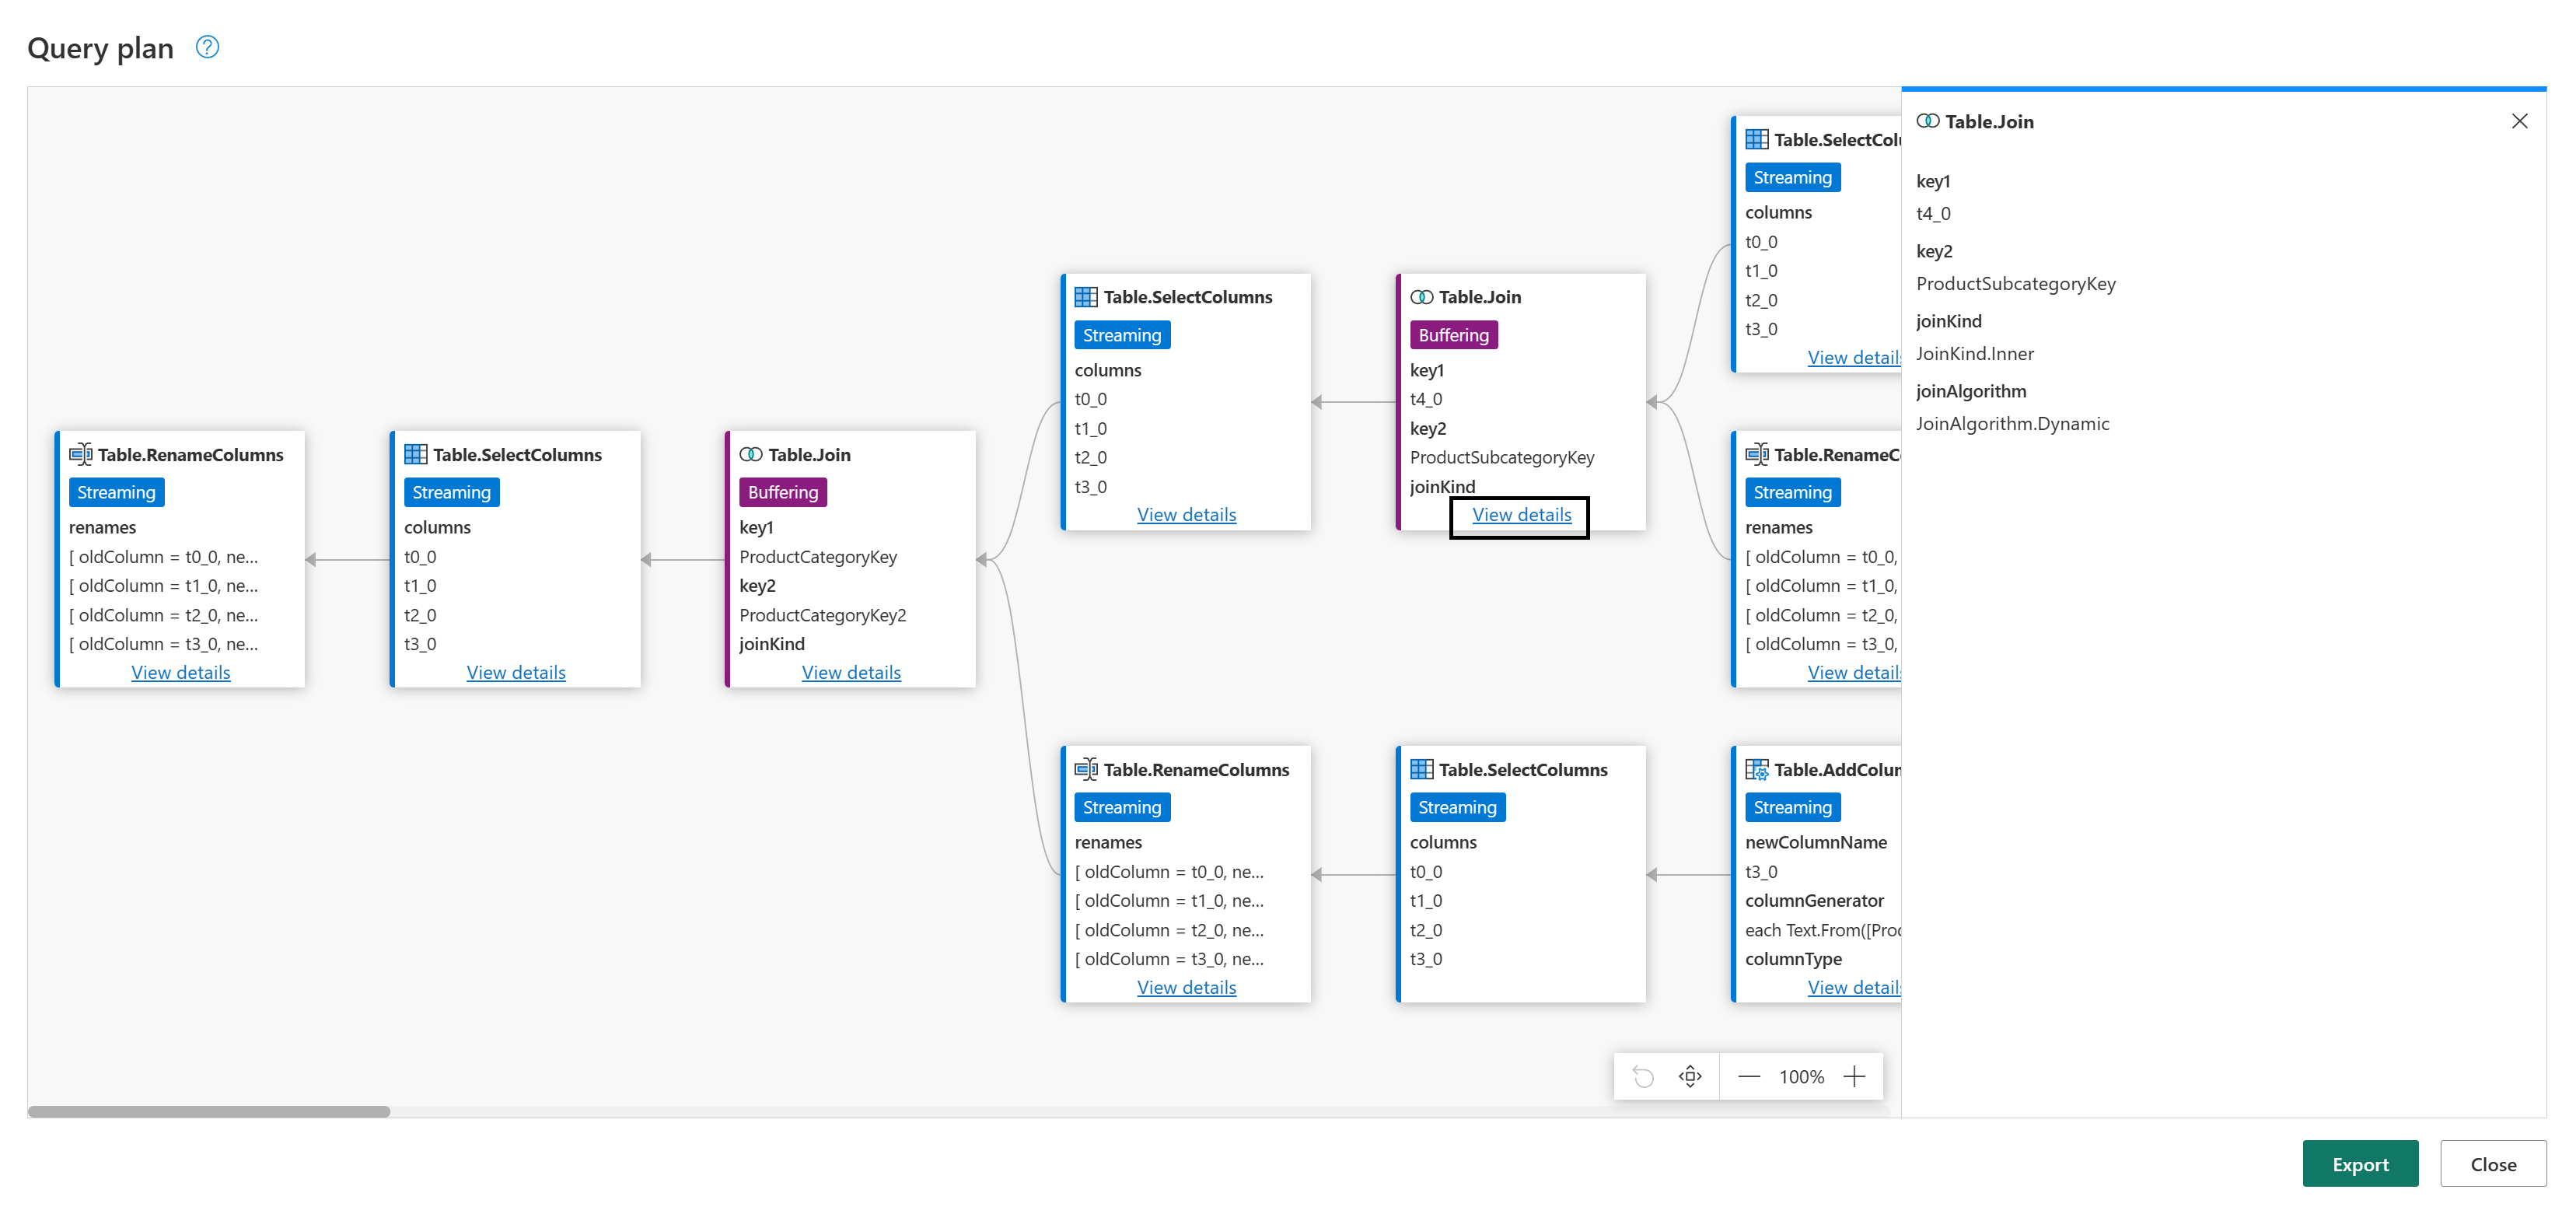 Query plan
Table.RenameColumns
Streaming
renames
[ oldColumn = t0_0, ne...
[ oldColumn = t1_0, ne...
[ oldColumn = t2_0, ne...
[ oldColumn = t3_0, ne...
View details
Table.SelectColumns
Streaming
columns
t0_0
t1_0
t2_0
t3_0
View details
Table.Join
Buffering
key1
ProductCategoryKey
key2
ProductCategoryKey2
joinKind
View details
Table.SelectColumns
Streaming
columns
t0_0
t1_0
t2_0
t3_0
View details
Table.Join
Buffering
key1
t4_0
key2
ProductSubcategoryKey
joinKind
View details
Table.SelectColu
Streaming
columns
t0_0
t1_0
t2_0
t3_0
View details
Table.RenameC
Streaming
renames
[ oldColumn = t0_0,
[ oldColumn = t1_0,
[ oldColumn = t2_0,
[ oldColumn = t3_0,
View details
Table.RenameColumns
Streaming
renames
[ oldColumn = t0_0, ne...
[ oldColumn = t1_0, ne...
[ oldColumn = t2_0, ne...
[ oldColumn = t3_0, ne...
View details
Table.SelectColumns
Streaming
columns
t0_0
t1_0
t2_0
t3_0
Table.AddColum
Streaming
newColumnName
t3_0
columnGenerator
each Text.From([Proc
columnType
View details
100%
Table.Join
key1
t4_0
key2
ProductSubcategoryKey
joinKind
JoinKind.Inner
joinAlgorithm
JoinAlgorithm.Dynamic
Export
Close